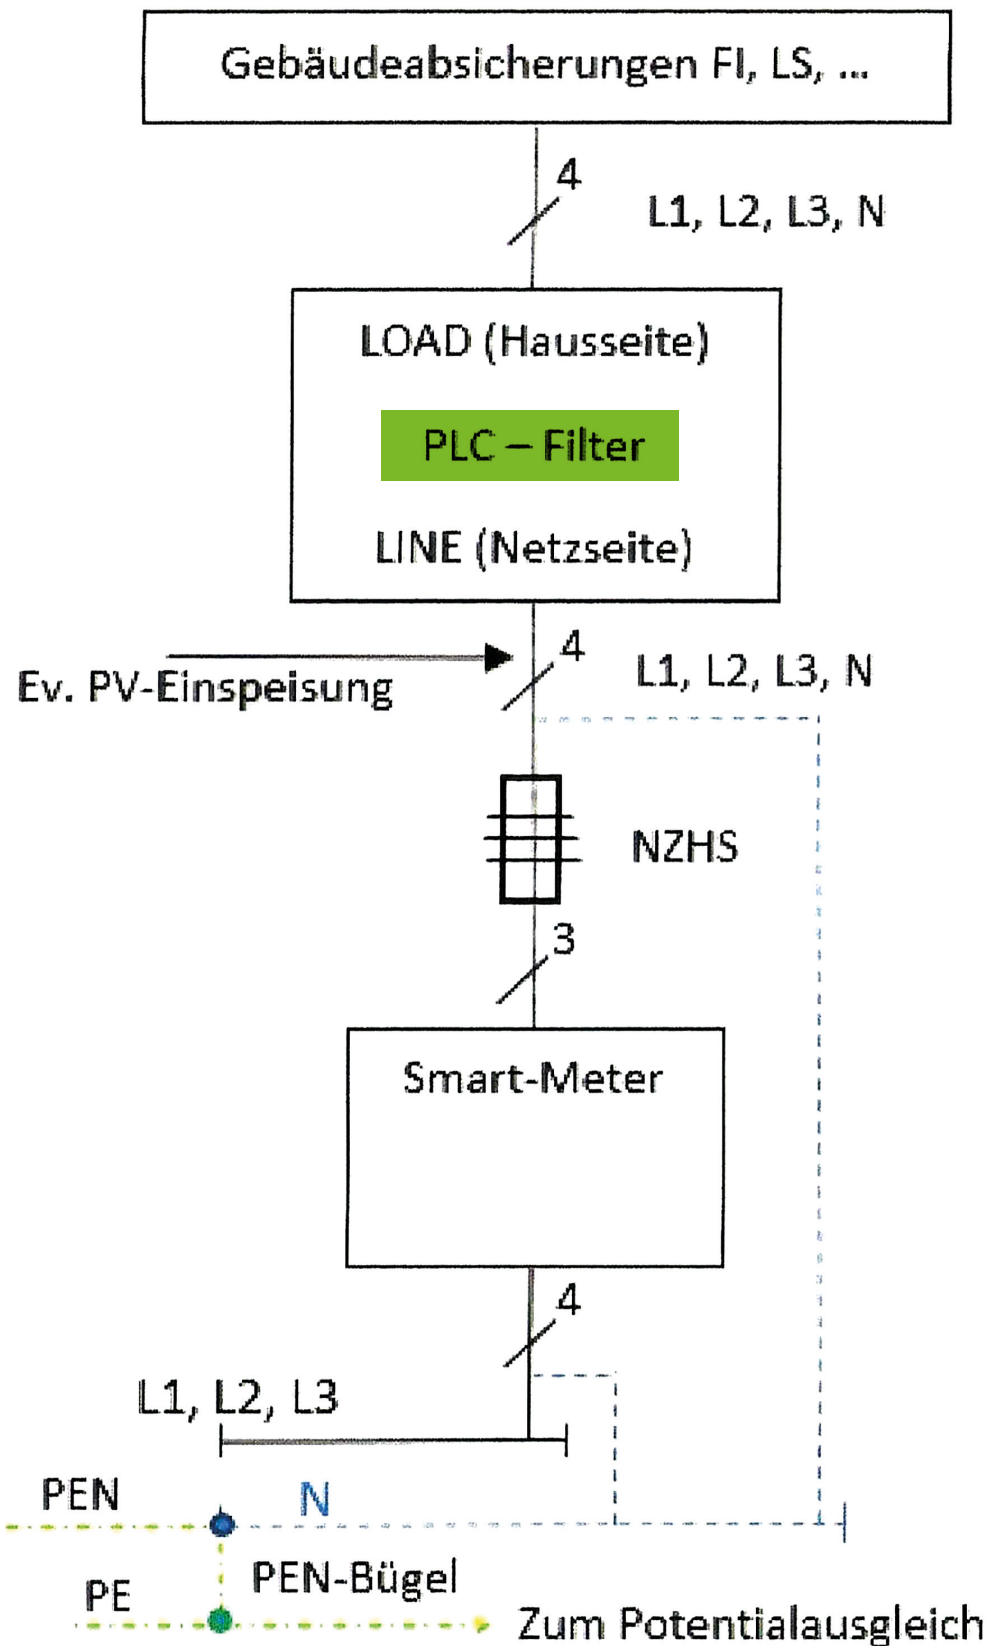 Gebäudeabsicherungen FI, LS, ...
4
L1, L2, L3, N
LOAD (Hausseite)
PLC – Filter
LINE (Netzseite)
4
L1, L2, L3, N
Ev. PV-Einspeisung
NZHS
3
Smart-Meter
4
L1, L2, L3
PEN
N
PEN-Bügel
PE
Zum Potentialausgleich